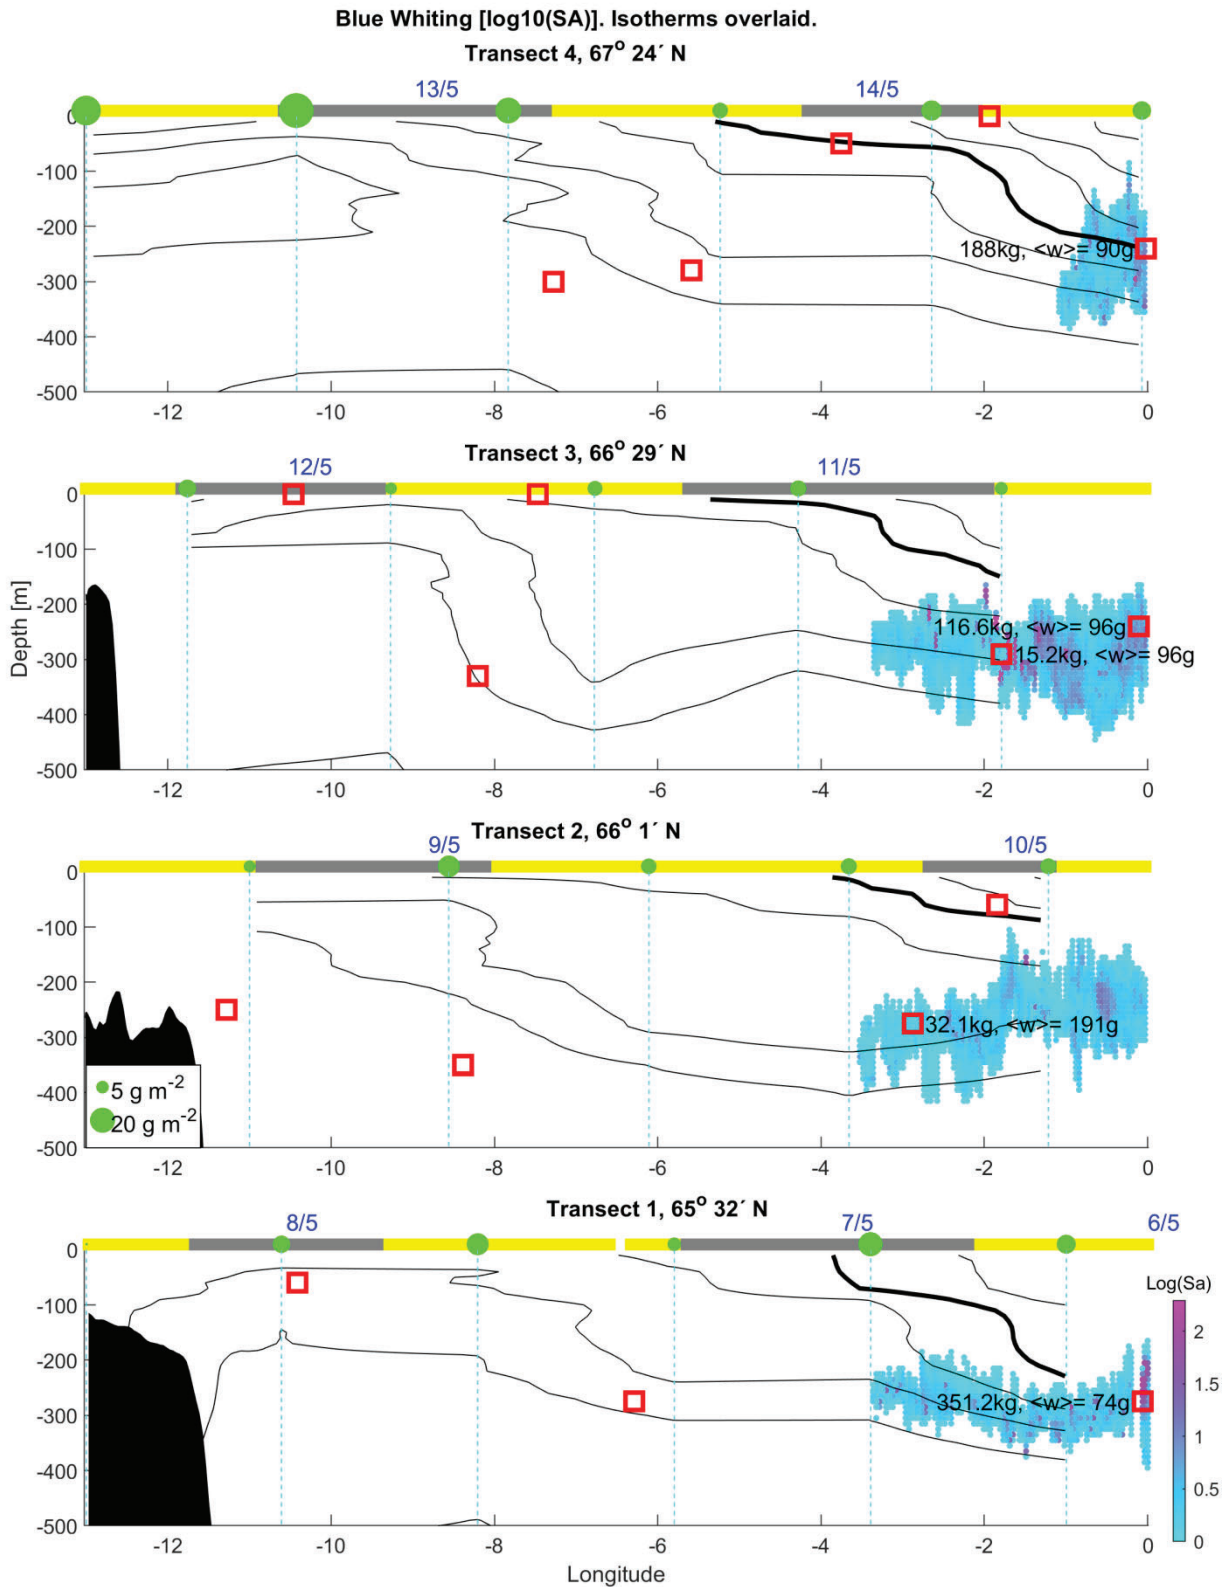 Blue Whiting [log10(SA)]. Isotherms overlaid.
Transect 4, 67° 24´ N
13/5 14/5
0
-100
-200
188kg, <w>= 90g
-300
-400
-500
-12 -10 -8 -6 -4 -2 0
Transect 3, 66° 29´ N
12/5 11/5
0
-100
-200
116.6kg, <w>= 96g
15.2kg, <w>= 96g
-300
-400
-500
Depth [m]
-12 -10 -8 -6 -4 -2 0
Transect 2, 66° 1´ N
9/5 10/5
0
-100
-200
32.1kg, <w>= 191g
-300
-400
-500
5 g m-2
20 g m-2
-12 -10 -8 -6 -4 -2 0
Transect 1, 65° 32´ N
8/5 7/5 6/5
0
-100
-200
351.2kg, <w>= 74g
-300
-400
-500
Log(Sa)
2
1.5
1
0.5
0
-12 -10 -8 -6 -4 -2 0
Longitude